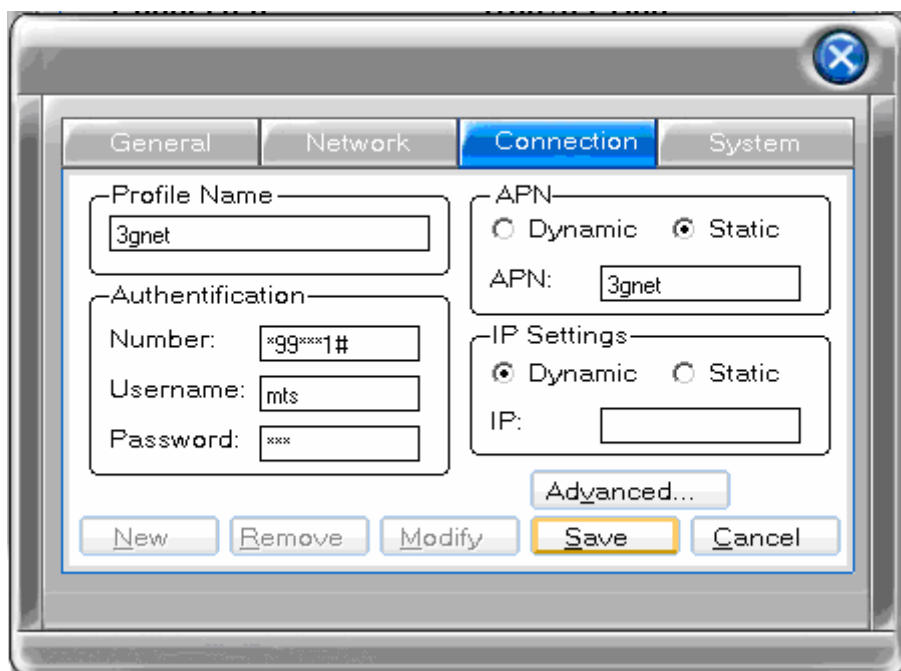 General Network Connection System
Profile Name
3gnet
Authentification
Number: *99***1#
Username: mts
Password: ***
APN
Dynamic Static
APN: 3gnet
IP Settings
Dynamic Static
IP:
Advanced...
New Remove Modify Save Cancel